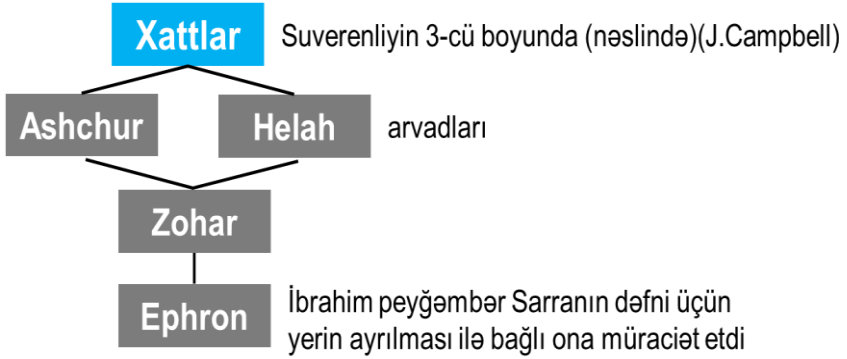 Xattlar Suverenliyin 3-cü boyunda (nəslində)(J.Campbell)
Ashchur Helah arvadları
Zohar
Ephron İbrahim peyğəmbər Sarranın dəfni üçün
yerin ayrılması ilə bağlı ona müraciət etdi